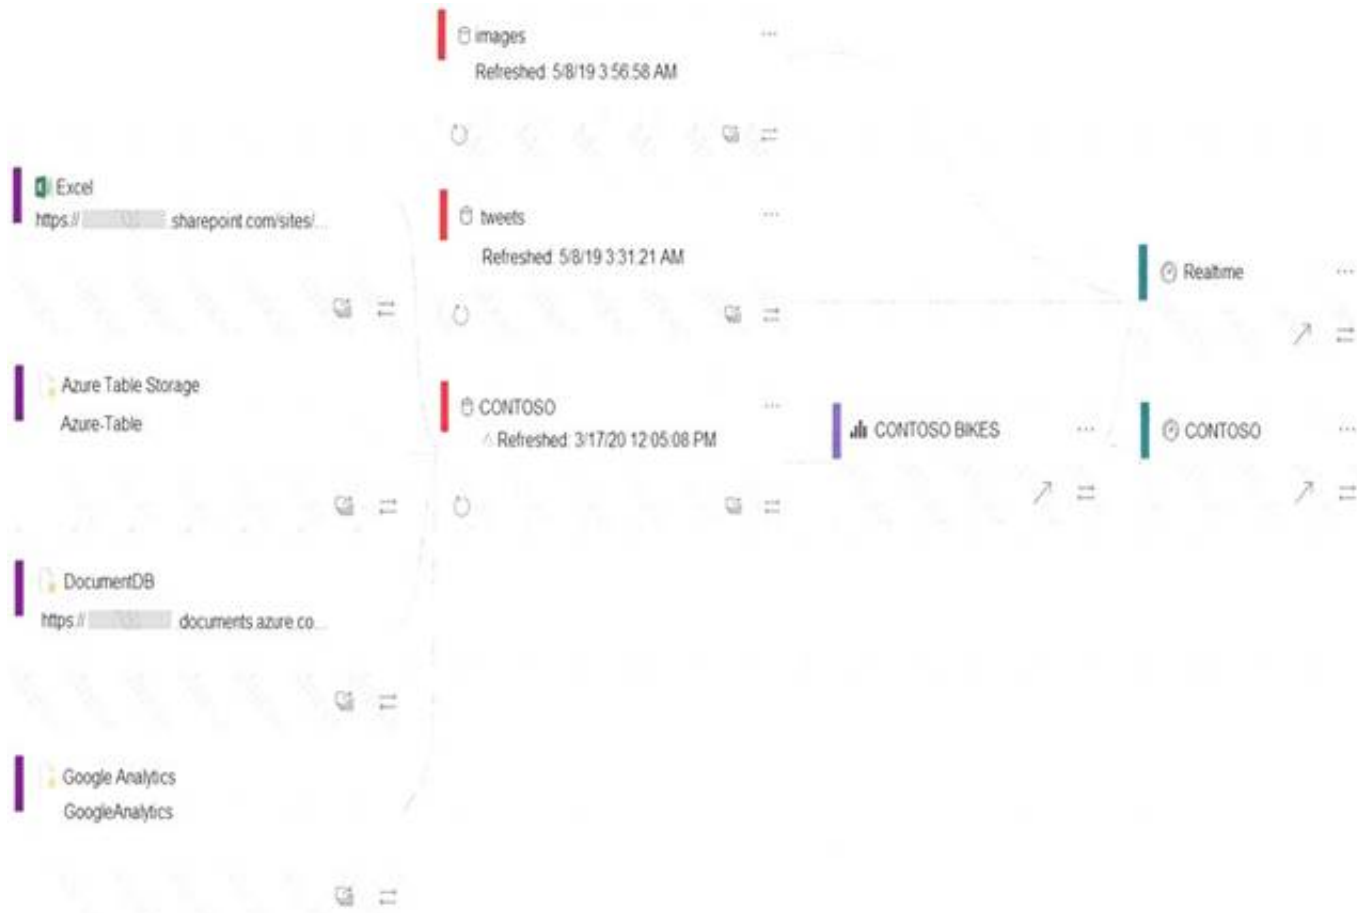 images
Refreshed: 5/8/19 3:56:58 AM
Excel
https:// sharepoint.com/sites/...
tweets
Refreshed: 5/8/19 3:31:21 AM
Realtime
Azure Table Storage
Azure-Table
CONTOSO
Refreshed: 3/17/20 12:05:08 PM
CONTOSO BIKES
CONTOSO
DocumentDB
https:// documents.azure.co...
Google Analytics
GoogleAnalytics